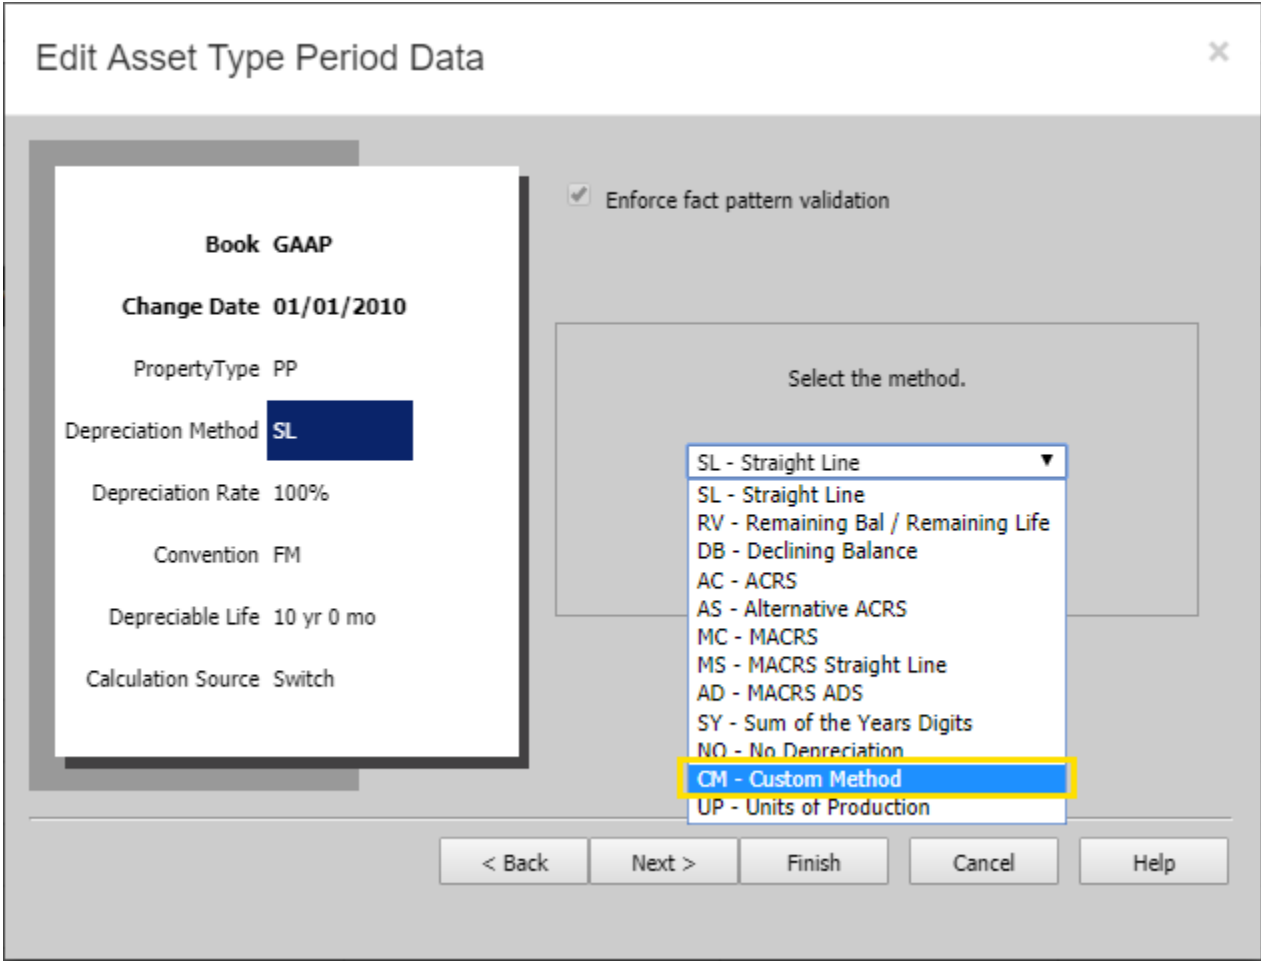 Edit Asset Type Period Data
×
Book GAAP
Change Date 01/01/2010
PropertyType PP
Depreciation Method SL
Depreciation Rate 100%
Convention FM
Depreciable Life 10 yr 0 mo
Calculation Source Switch
Enforce fact pattern validation
Select the method.
SL - Straight Line
SL - Straight Line
RV - Remaining Bal / Remaining Life
DB - Declining Balance
AC - ACRS
AS - Alternative ACRS
MC - MACRS
MS - MACRS Straight Line
AD - MACRS ADS
SY - Sum of the Years Digits
NO - No Depreciation
CM - Custom Method
UP - Units of Production
< Back
Next >
Finish
Cancel
Help